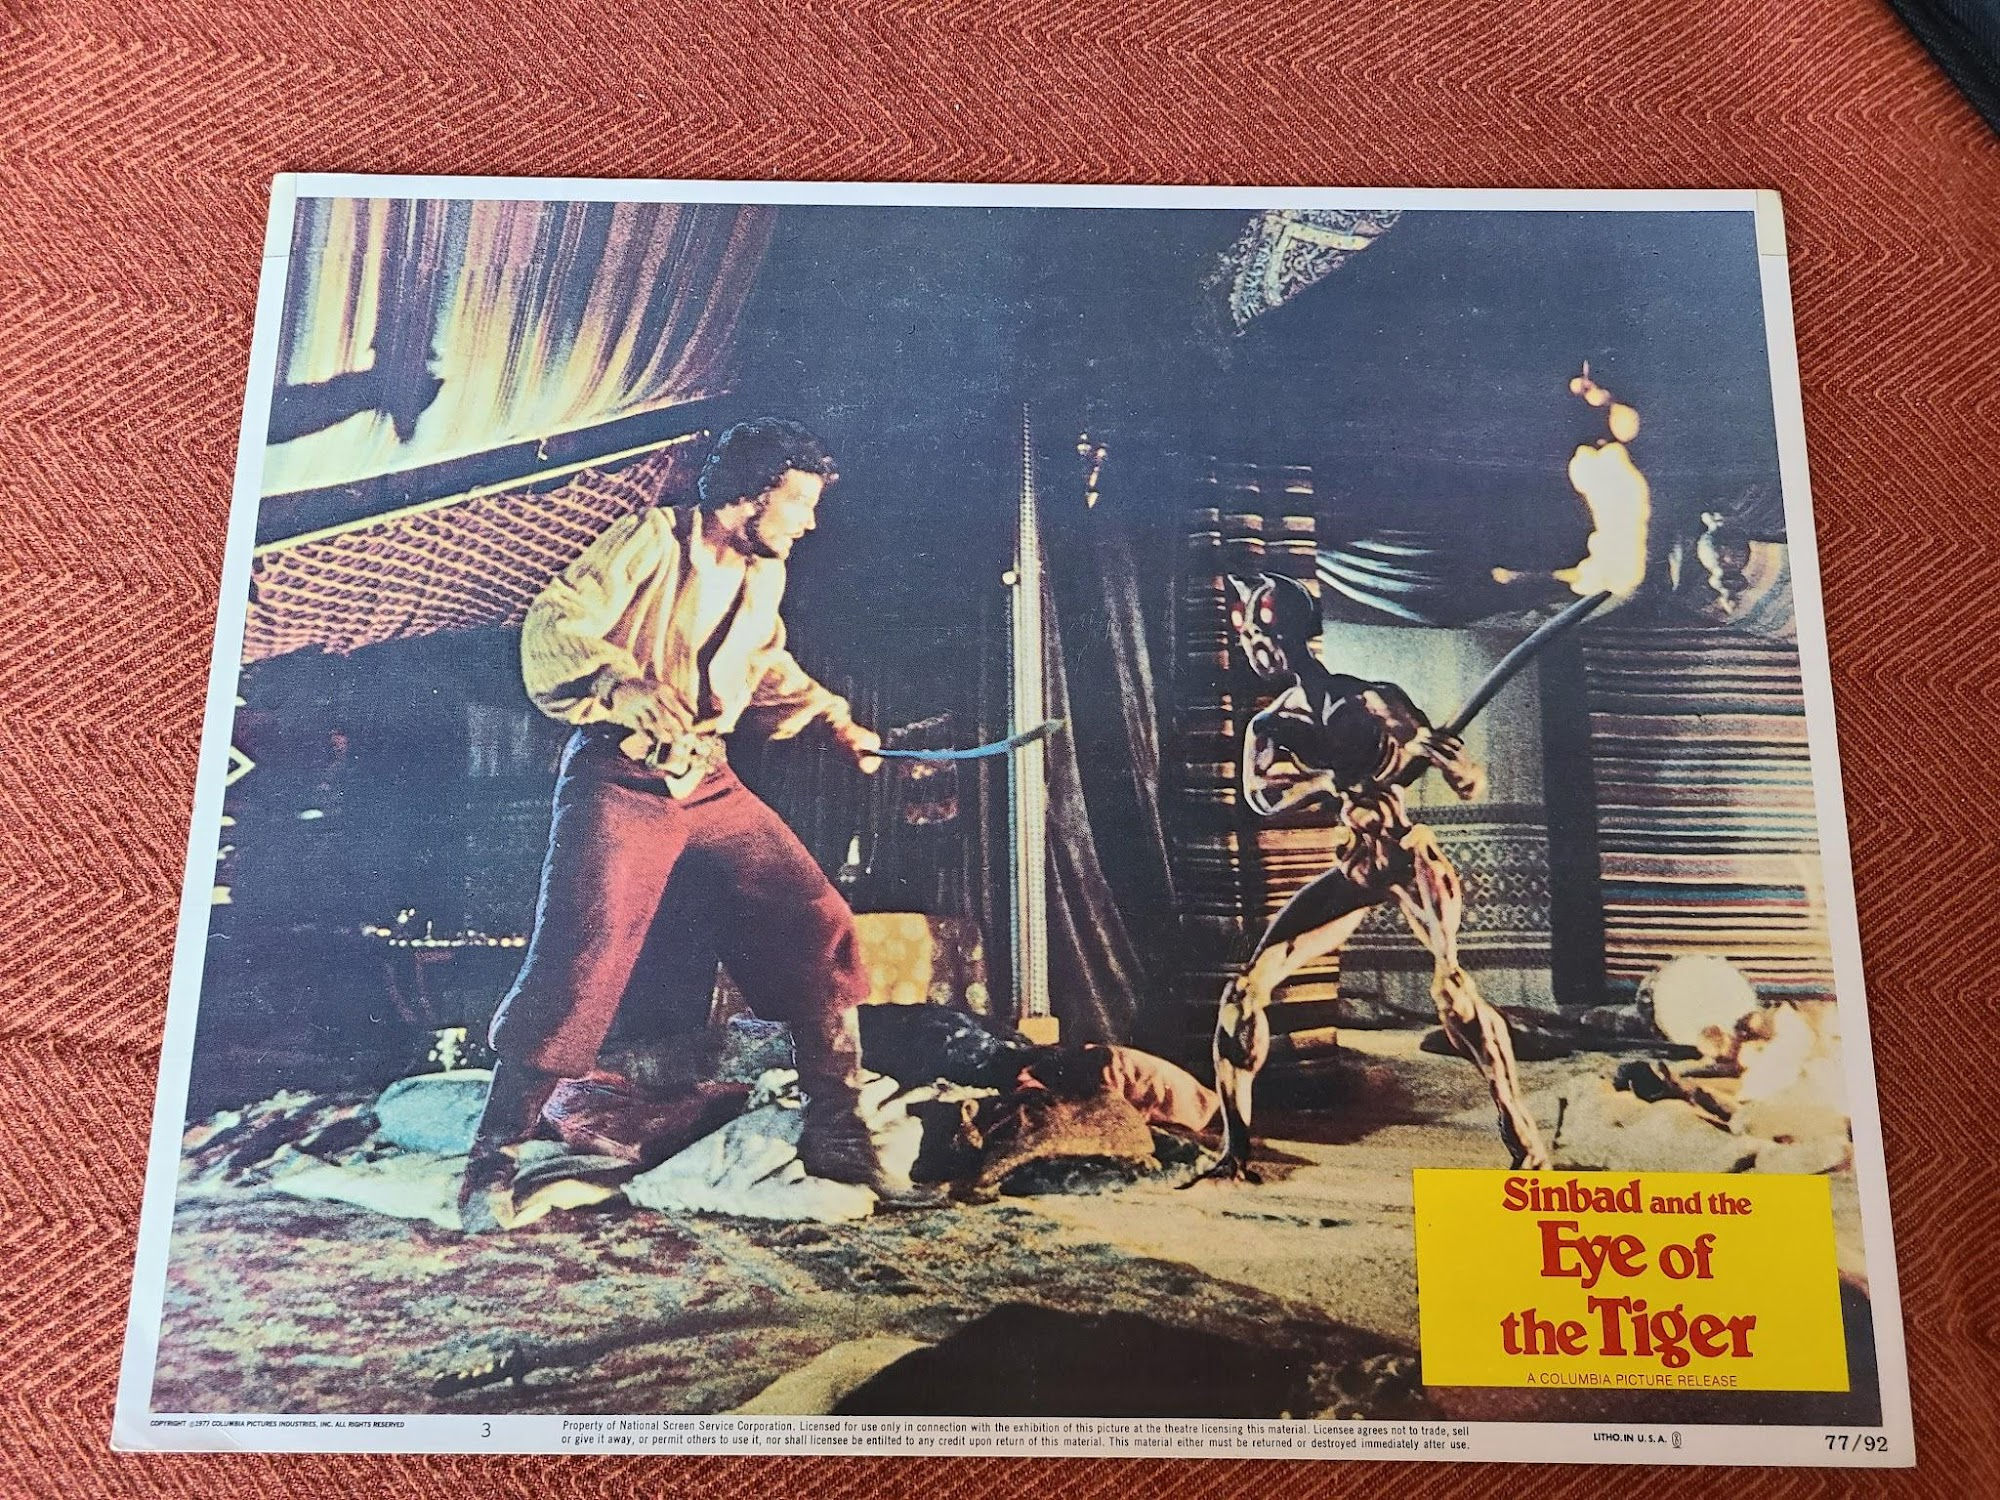 Sinbad and the
Eye of
the Tiger
A COLUMBIA PICTURE RELEASE
COPYRIGHT ©1977 COLUMBIA PICTURES INDUSTRIES, INC. ALL RIGHTS RESERVED
3
Property of National Screen Service Corporation. Licensed for use only in connection with the exhibition of this picture at the theatre licensing this material. Licensee agrees not to trade, sell
or give it away, or permit others to use it, nor shall licensee be entitled to any credit upon return of this material. This material either must be returned or destroyed immediately after use.
LITHO. IN U. S. A.
77/92